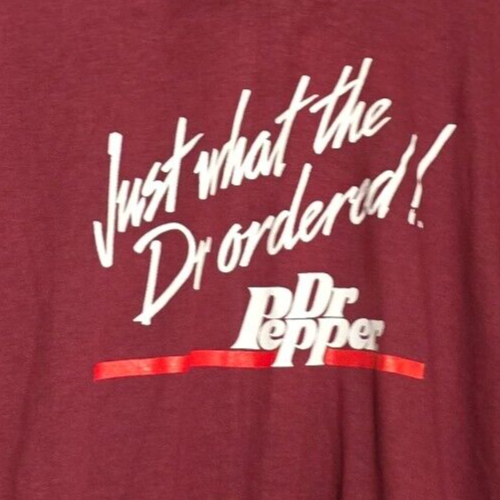 Just what the
Dr ordered!
Dr
Pepper